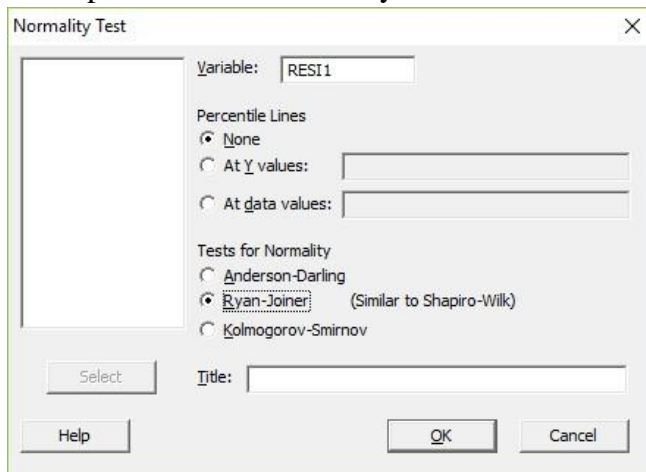 Normality Test
Variable: RESI1
Percentile Lines
None
At Y values:
At data values:
Tests for Normality
Anderson-Darling
Ryan-Joiner (Similar to Shapiro-Wilk)
Kolmogorov-Smirnov
Select
Title:
Help
OK
Cancel